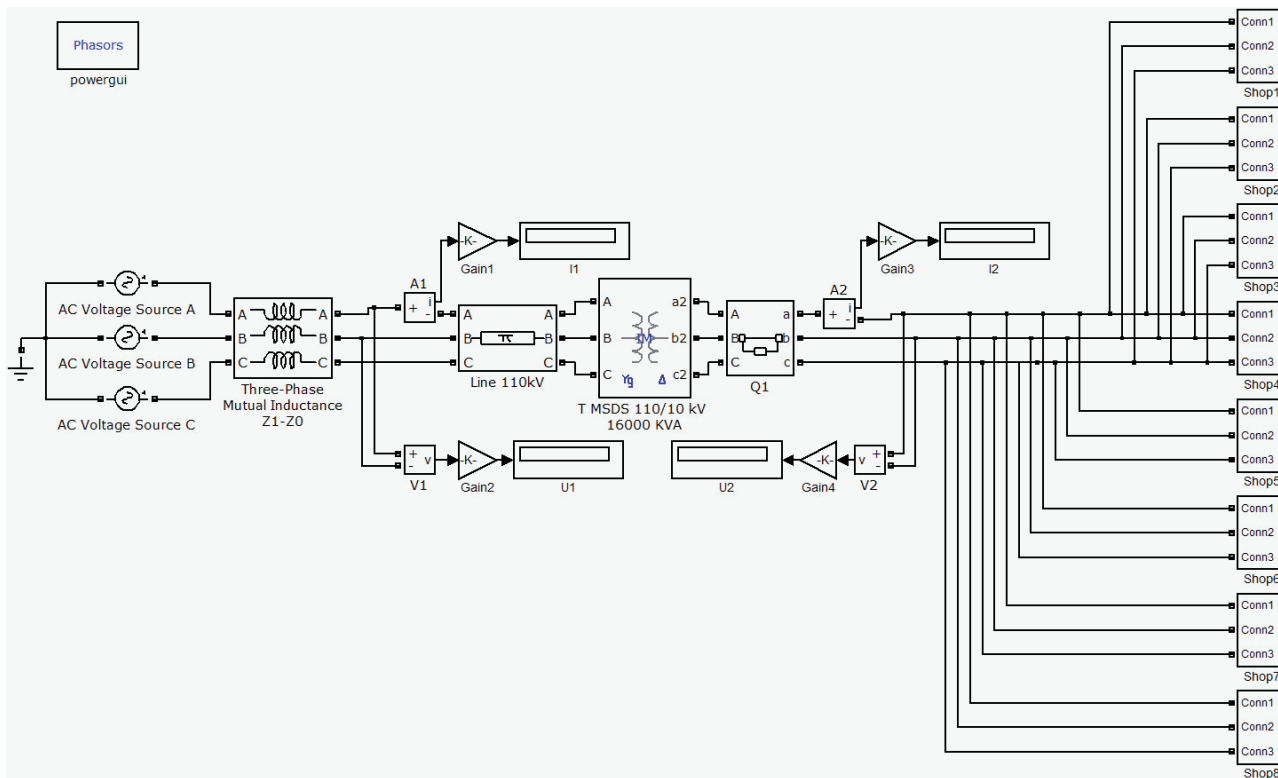 Phasors
powergui
AC Voltage Source A
AC Voltage Source B
AC Voltage Source C
A A
B B
C C
Three-Phase
Mutual Inductance
Z1-Z0
A1
+ i
-
-K-
Gain1
I1
A A
B B
C C
Line 110kV
+ v
-
V1
-K-
Gain2
U1
A a2
B b2
C c2
Yg Δ
T MSDS 110/10 kV
16000 KVA
A a
B b
C c
Q1
A2
+ i
-
-K-
Gain3
I2
U2
-K-
Gain4
v +
-
V2
Conn1
Conn2
Conn3
Shop1
Conn1
Conn2
Conn3
Shop2
Conn1
Conn2
Conn3
Shop3
Conn1
Conn2
Conn3
Shop4
Conn1
Conn2
Conn3
Shop5
Conn1
Conn2
Conn3
Shop6
Conn1
Conn2
Conn3
Shop7
Conn1
Conn2
Conn3
Shop8